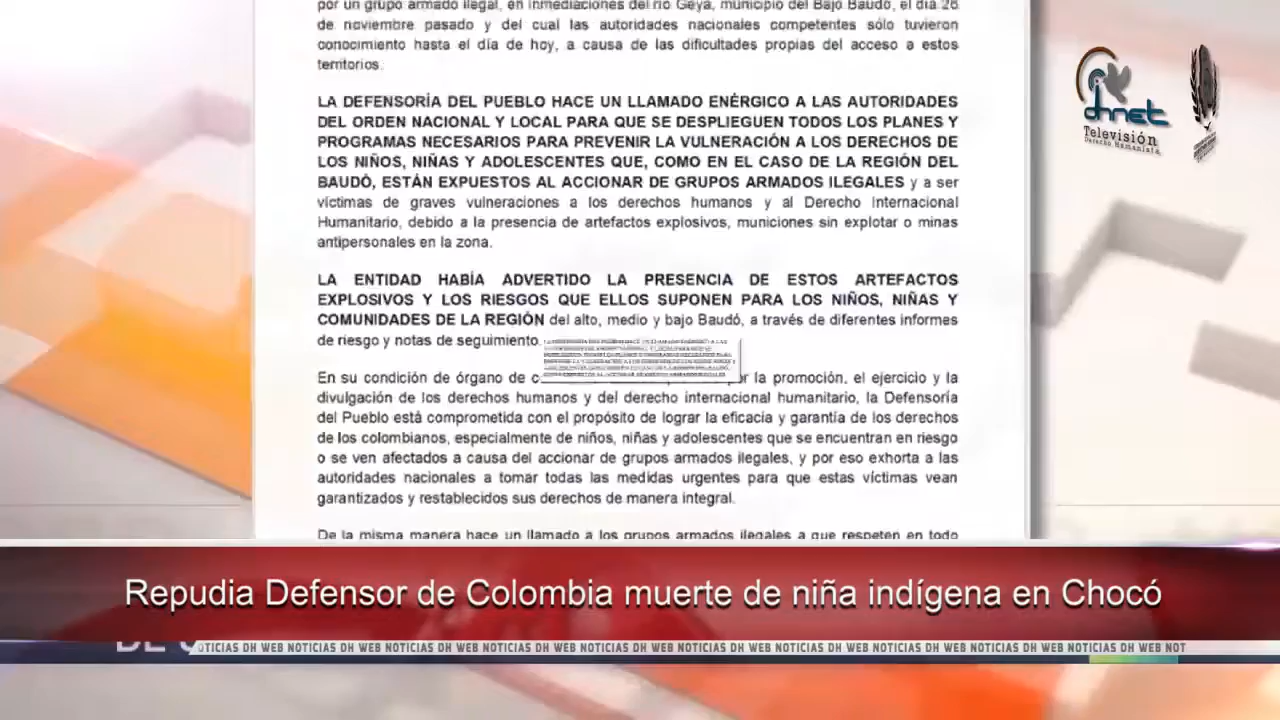 por un grupo armado ilegal, en inmediaciones del río Geya, municipio del Bajo Baudó, el día 26
de noviembre pasado y del cual las autoridades nacionales competentes sólo tuvieron
conocimiento hasta el día de hoy, a causa de las dificultades propias del acceso a estos
territorios.
LA DEFENSORÍA DEL PUEBLO HACE UN LLAMADO ENÉRGICO A LAS AUTORIDADES
DEL ORDEN NACIONAL Y LOCAL PARA QUE SE DESPLIEGUEN TODOS LOS PLANES Y
PROGRAMAS NECESARIOS PARA PREVENIR LA VULNERACIÓN A LOS DERECHOS DE
LOS NIÑOS, NIÑAS Y ADOLESCENTES QUE, COMO EN EL CASO DE LA REGIÓN DEL
BAUDÓ, ESTÁN EXPUESTOS AL ACCIONAR DE GRUPOS ARMADOS ILEGALES y a ser
víctimas de graves vulneraciones a los derechos humanos y al Derecho Internacional
Humanitario, debido a la presencia de artefactos explosivos, municiones sin explotar o minas
antipersonales en la zona.
LA ENTIDAD HABÍA ADVERTIDO LA PRESENCIA DE ESTOS ARTEFACTOS
EXPLOSIVOS Y LOS RIESGOS QUE ELLOS SUPONEN PARA LOS NIÑOS, NIÑAS Y
COMUNIDADES DE LA REGIÓN del alto, medio y bajo Baudó, a través de diferentes informes
de riesgo y notas de seguimiento
En su condición de órgano de la promoción, el ejercicio y la
divulgación de los derechos humanos y del derecho internacional humanitario, la Defensoría
del Pueblo está comprometida con el propósito de lograr la eficacia y garantía de los derechos
de los colombianos, especialmente de niños, niñas y adolescentes que se encuentran en riesgo
o se ven afectados a causa del accionar de grupos armados ilegales, y por eso exhorta a las
autoridades nacionales a tomar todas las medidas urgentes para que estas víctimas vean
garantizados y restablecidos sus derechos de manera integral.
De la misma manera hace un llamado a los grupos armados ilegales a que respeten en todo
dhnet
Televisión
Derecho Humanista
Repudia Defensor de Colombia muerte de niña indígena en Chocó
OTICIAS DH WEB NOTICIAS DH WEB NOTICIAS DH WEB NOTICIAS DH WEB NOTICIAS DH WEB NOTICIAS DH WEB NOTICIAS DH WEB NOTICIAS DH WEB NOTICIAS DH WEB NOT